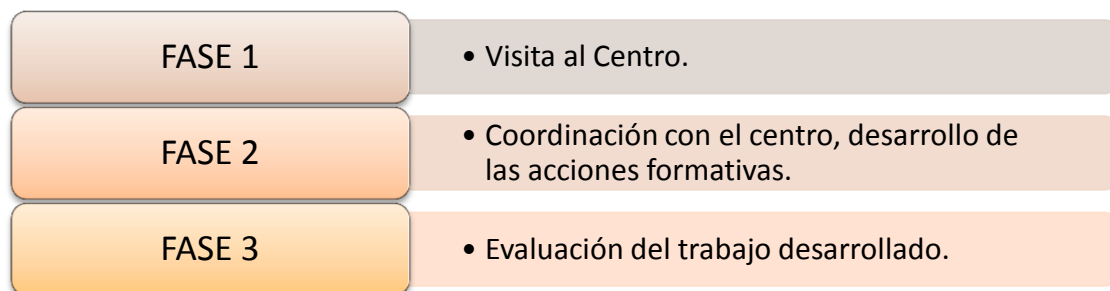 FASE 1
• Visita al Centro.
FASE 2
• Coordinación con el centro, desarrollo de
las acciones formativas.
FASE 3
• Evaluación del trabajo desarrollado.